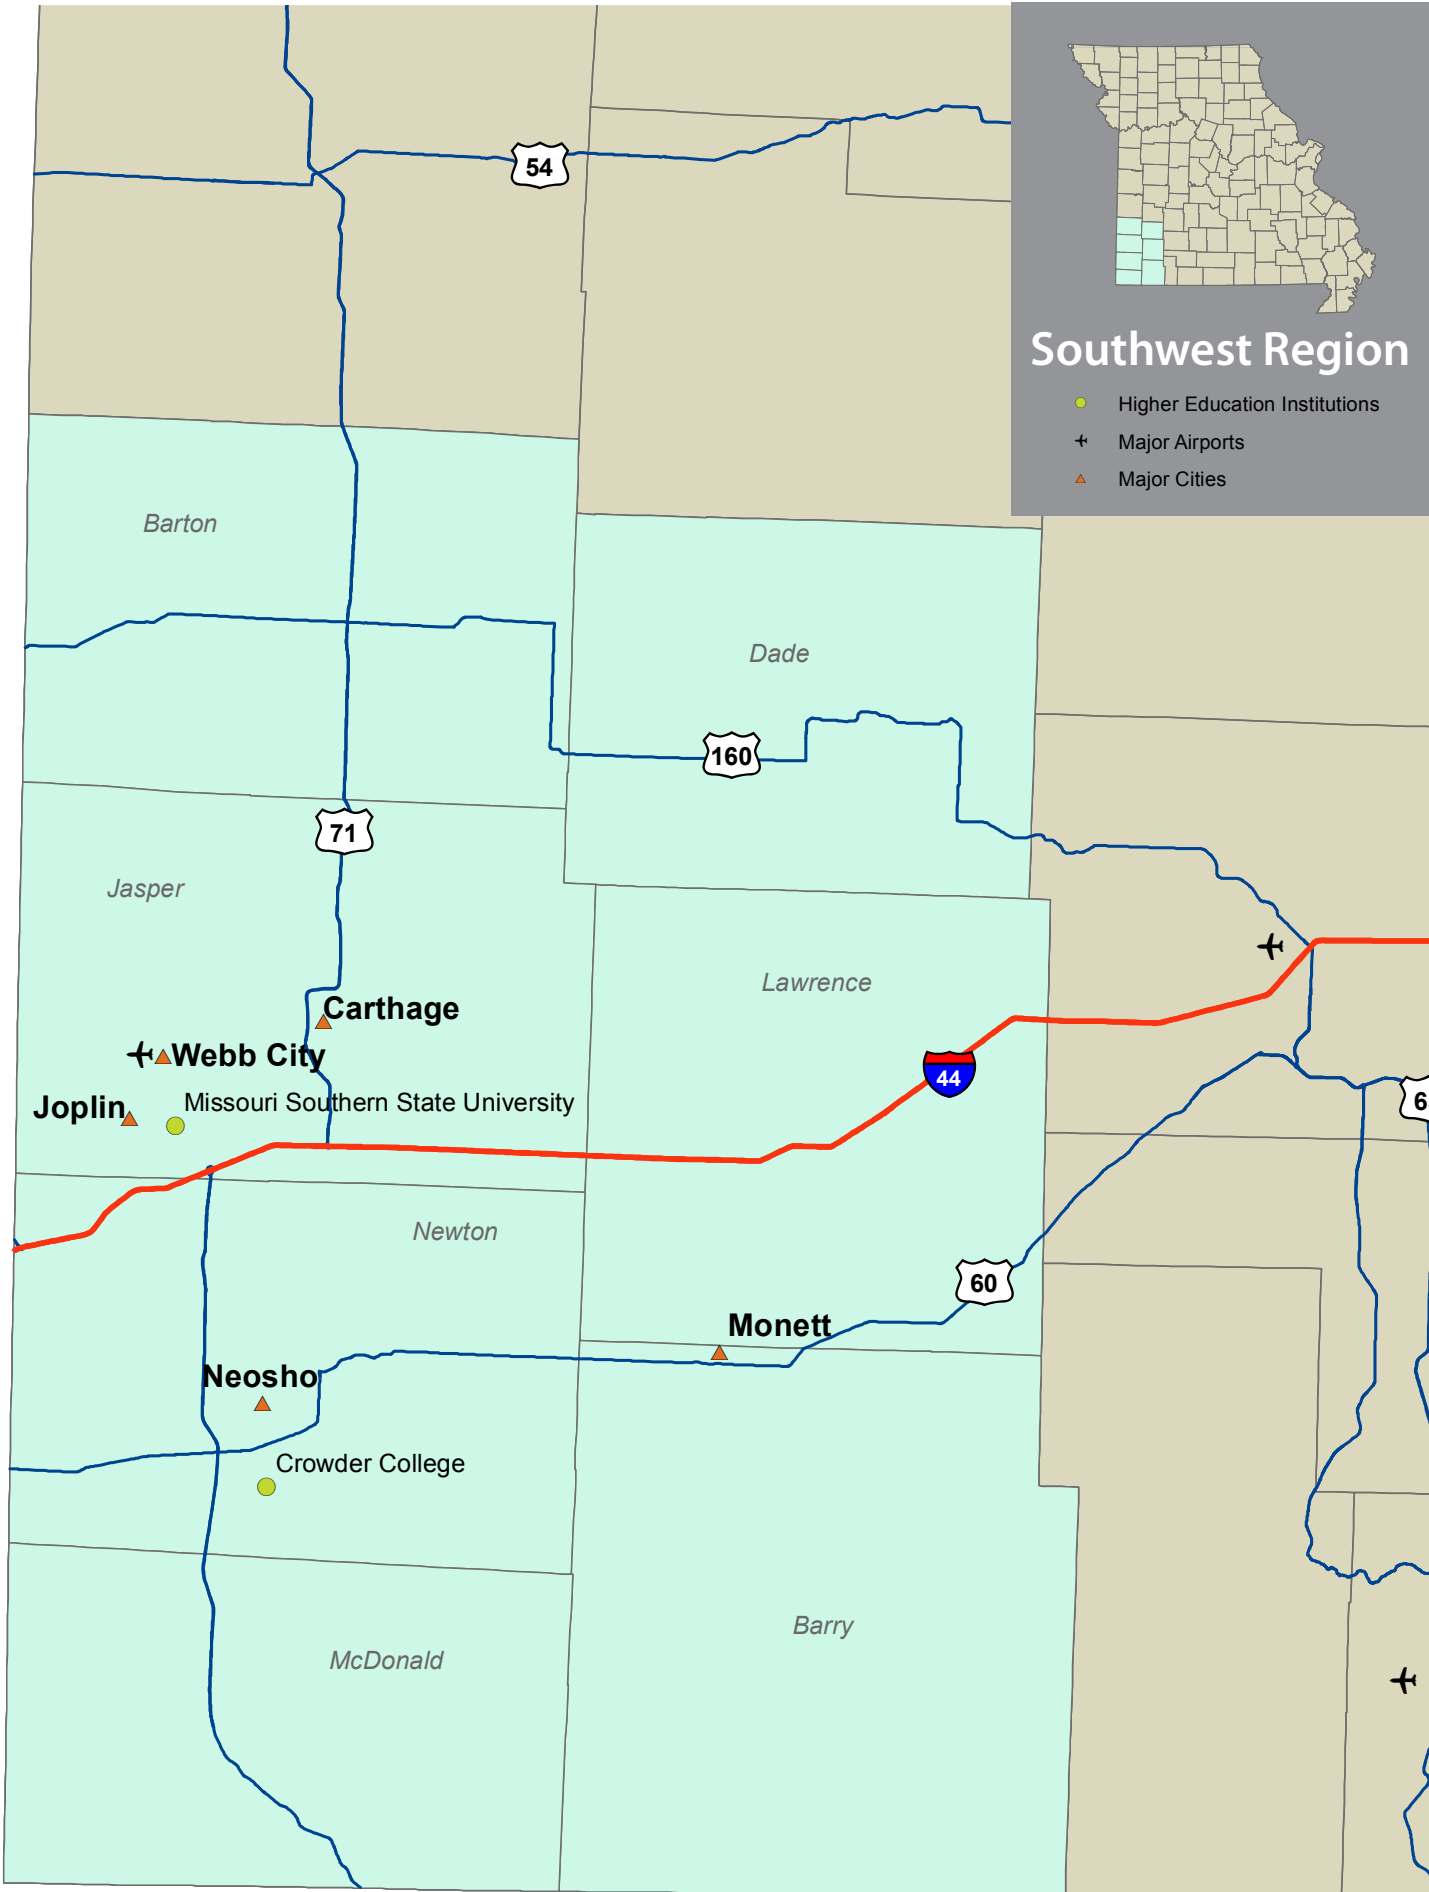 54
Southwest Region
Higher Education Institutions
Major Airports
Major Cities
Barton
Dade
160
71
Jasper
Lawrence
Carthage
Webb City
44
Joplin
Missouri Southern State University
6
Newton
60
Monett
Neosho
Crowder College
Barry
McDonald